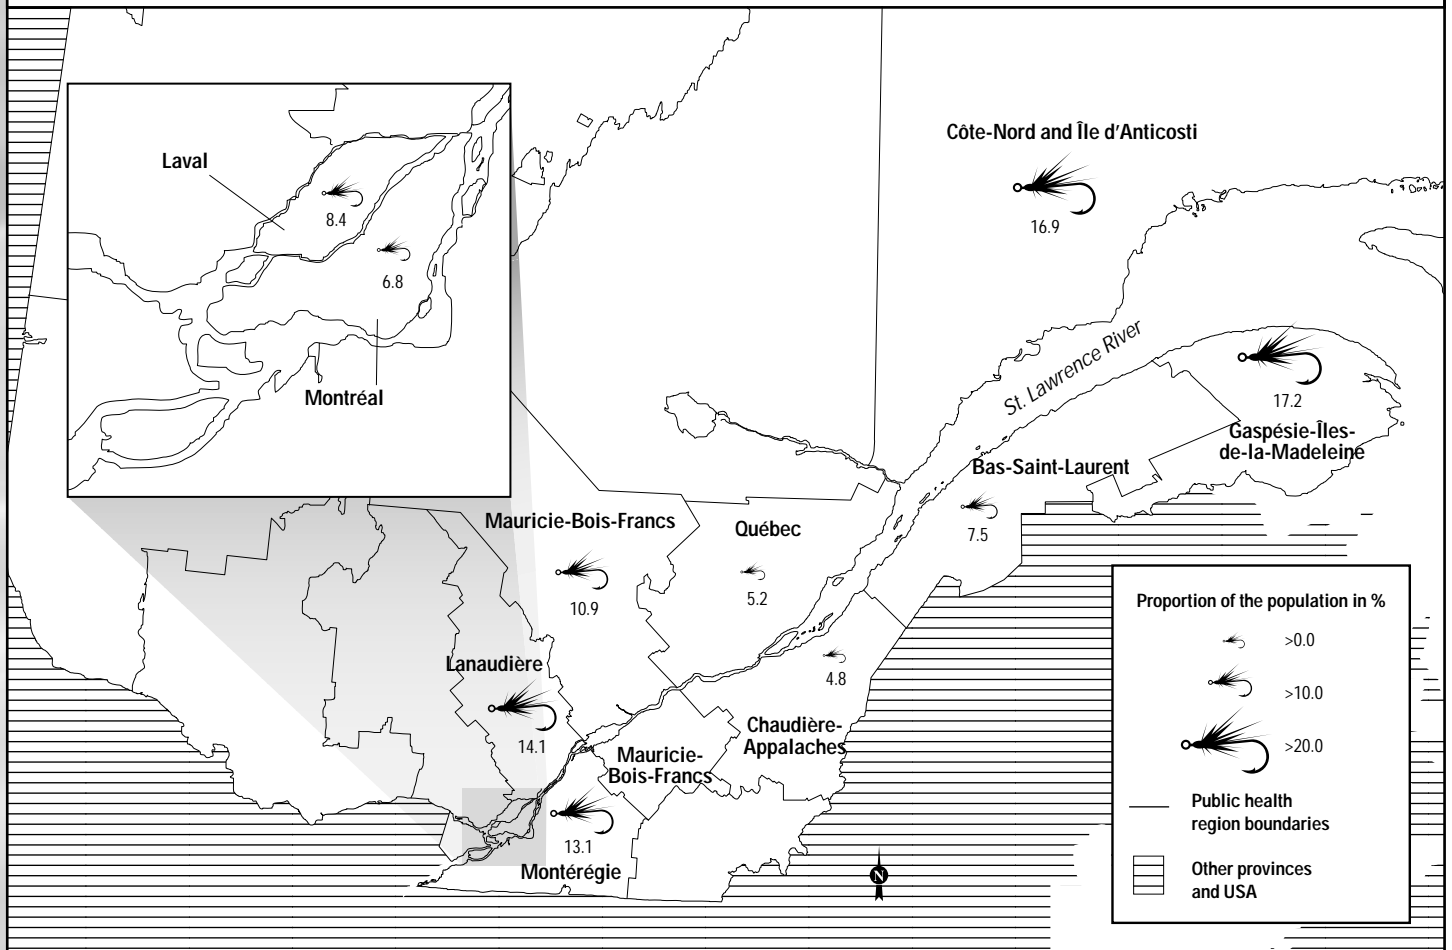 Côte-Nord and Île d'Anticosti
16.9
Laval
8.4
6.8
Montréal
St. Lawrence River
17.2
Gaspésie-Îles-
de-la-Madeleine
Bas-Saint-Laurent
7.5
Mauricie-Bois-Francs
10.9
Québec
5.2
Lanaudière
14.1
4.8
Chaudière-
Appalaches
Mauricie-
Bois-Francs
13.1
Montérégie
N
Proportion of the population in %
>0.0
>10.0
>20.0
Public health
region boundaries
Other provinces
and USA